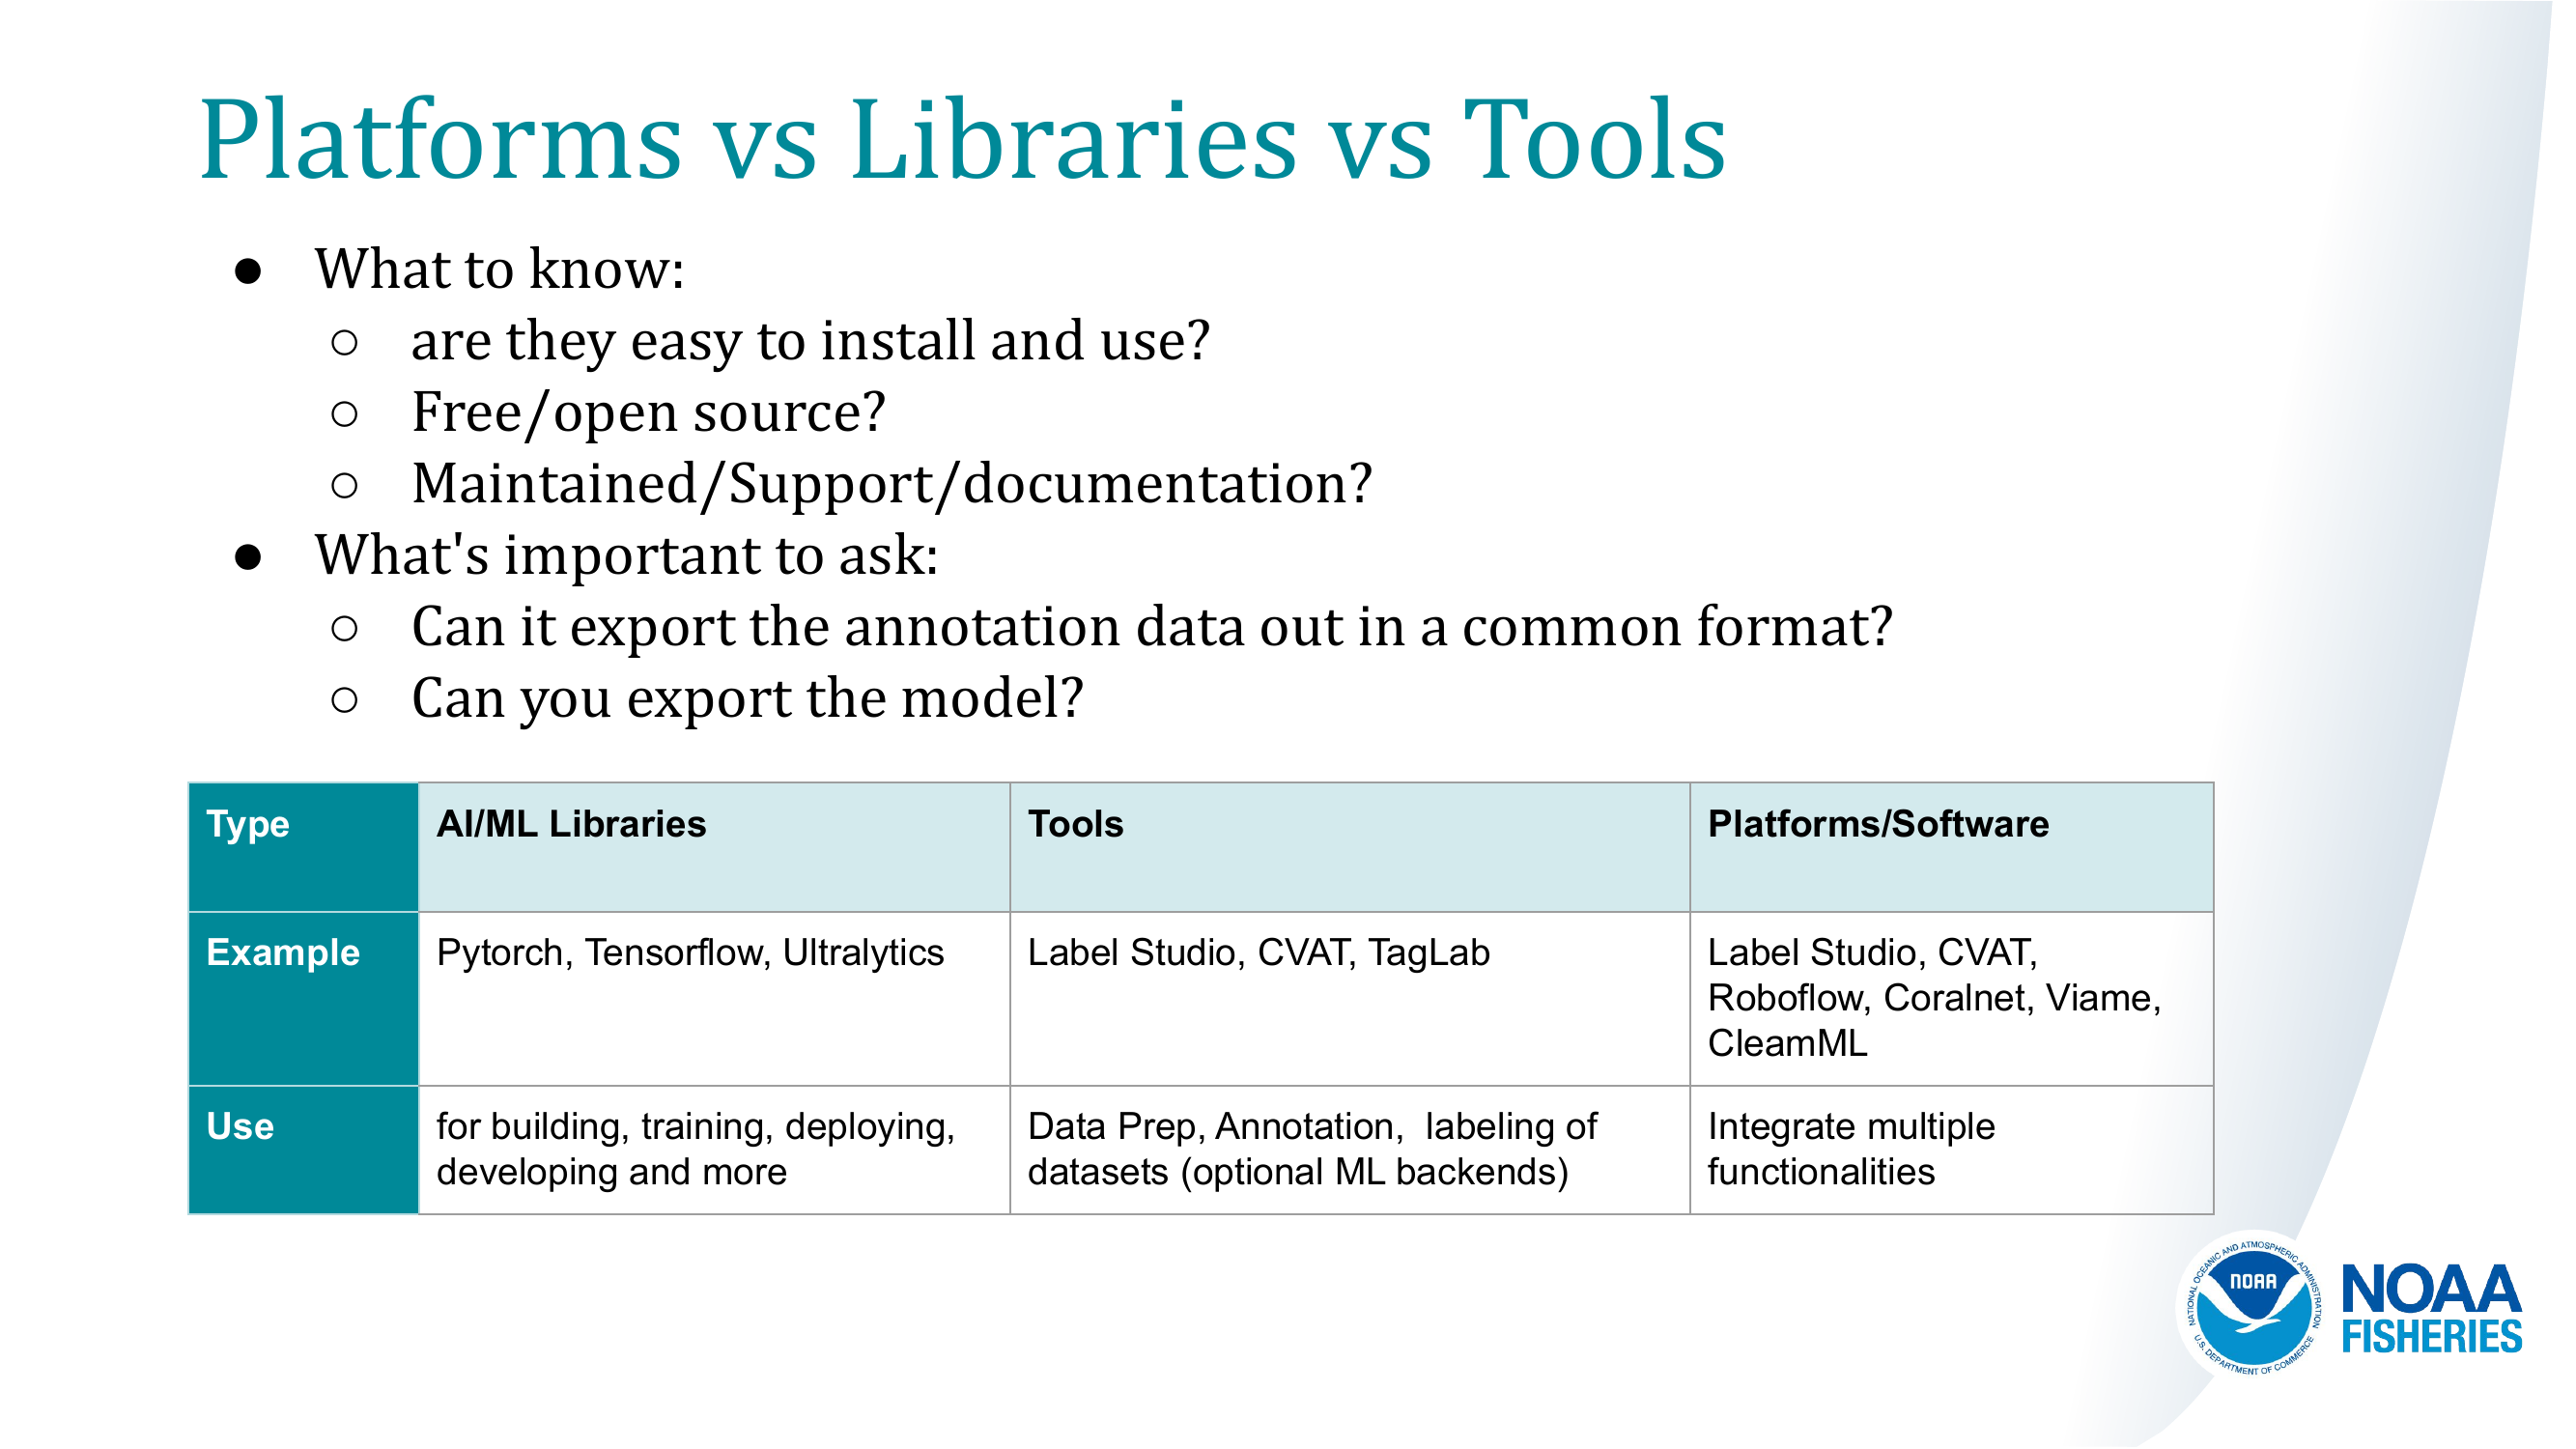 Platforms vs Libraries vs Tools
● What to know:
○ are they easy to install and use?
○ Free/open source?
○ Maintained/Support/documentation?
● What's important to ask:
○ Can it export the annotation data out in a common format?
○ Can you export the model?
Type
AI/ML Libraries
Tools
Platforms/Software
Example
Pytorch, Tensorflow, Ultralytics
Label Studio, CVAT, TagLab
Label Studio, CVAT,
Roboflow, Coralnet, Viame,
CleamML
Use
for building, training, deploying,
developing and more
Data Prep, Annotation,  labeling of
datasets (optional ML backends)
Integrate multiple
functionalities
NATIONAL OCEANIC AND ATMOSPHERIC ADMINISTRATION
NOAA
U.S. DEPARTMENT OF COMMERCE
NOAA
FISHERIES